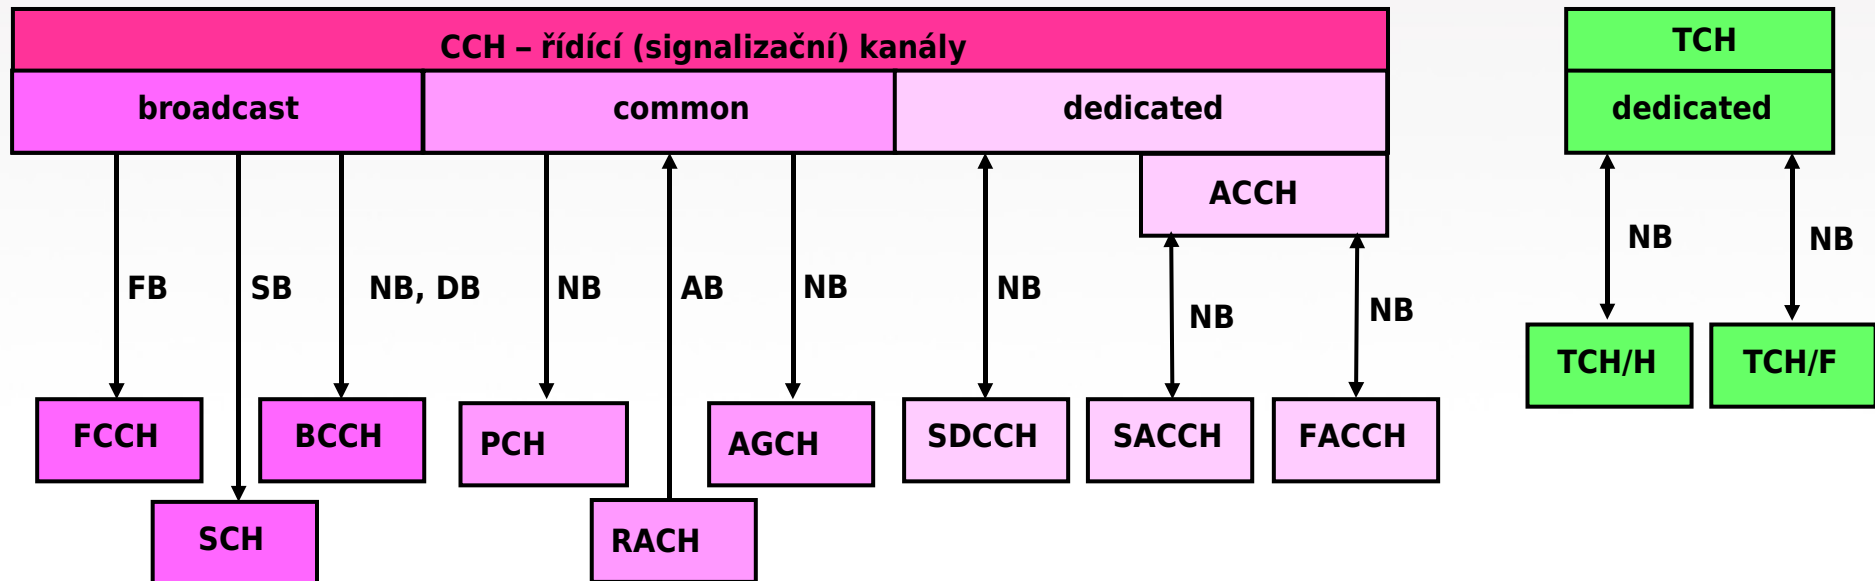 CCH – řídící (signalizační) kanály
broadcast
common
dedicated
ACCH
FB
SB
NB, DB
NB
AB
NB
NB
NB
NB
FCCH
BCCH
PCH
AGCH
SDCCH
SACCH
FACCH
SCH
RACH
TCH
dedicated
NB
NB
TCH/H
TCH/F